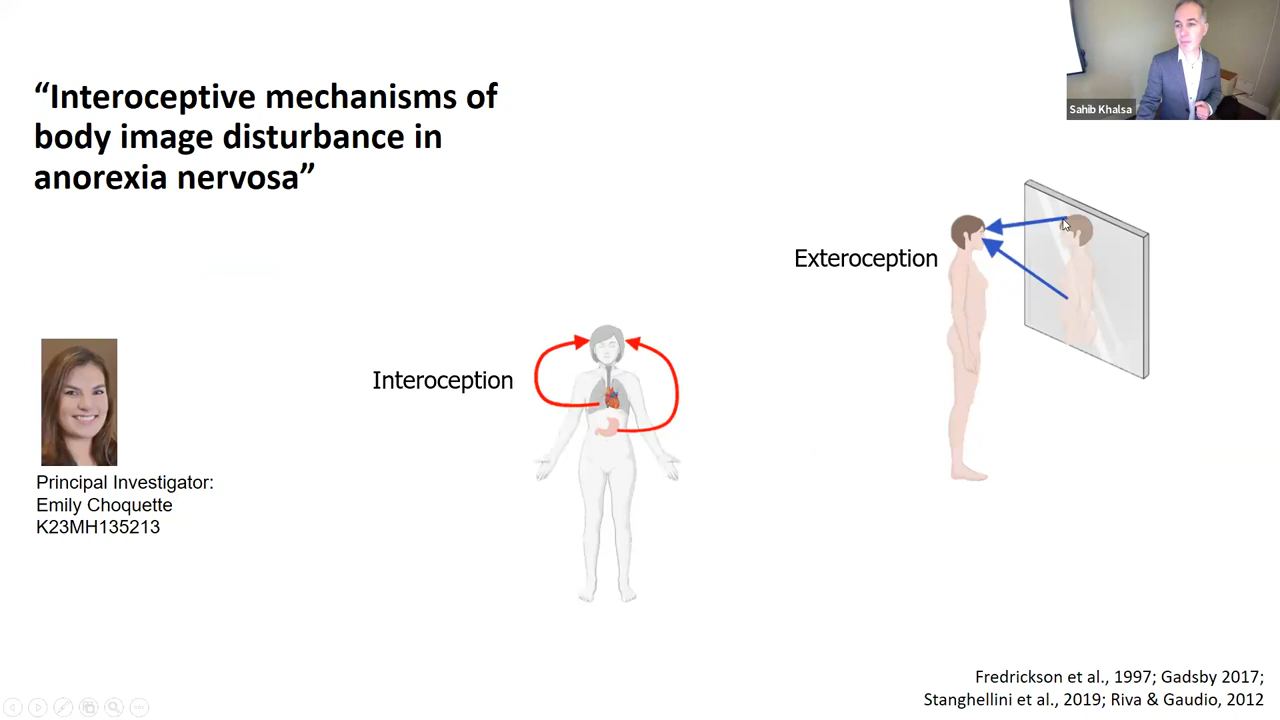 “Interoceptive mechanisms of
body image disturbance in
anorexia nervosa”
Sahib Khalsa
Exteroception
Interoception
Principal Investigator:
Emily Choquette
K23MH135213
Fredrickson et al., 1997; Gadsby 2017;
Stanghellini et al., 2019; Riva & Gaudio, 2012